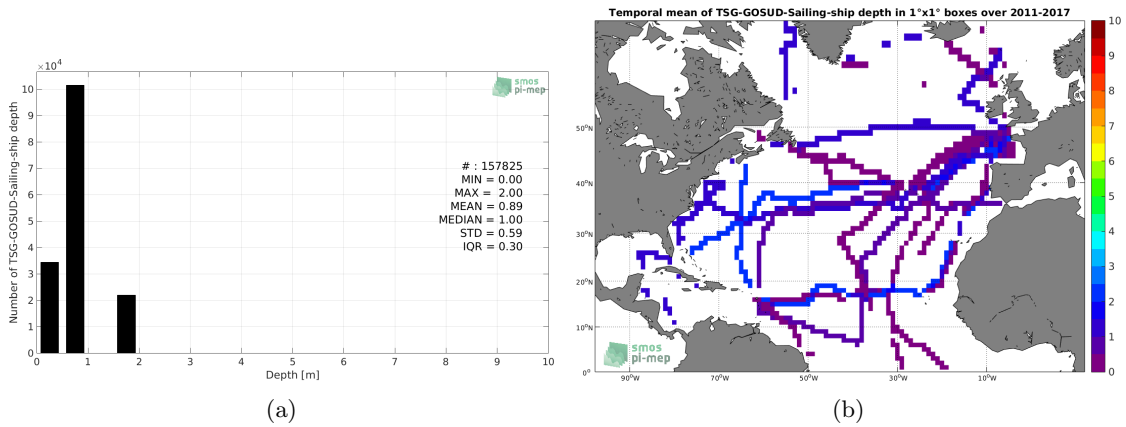 ×10⁴
10
9
8
7
6
5
4
3
2
1
0
0 1 2 3 4 5 6 7 8 9 10
Number of TSG-GOSUD-Sailing-ship depth
Depth [m]
smos
pi-mep
# : 157825
MIN = 0.00
MAX = 2.00
MEAN = 0.89
MEDIAN = 1.00
STD = 0.59
IQR = 0.30
(a)
Temporal mean of TSG-GOSUD-Sailing-ship depth in 1°x1° boxes over 2011-2017
50°N
40°N
30°N
20°N
10°N
0°
90°W 70°W 50°W 30°W 10°W
smos
pi-mep
10
9
8
7
6
5
4
3
2
1
0
(b)